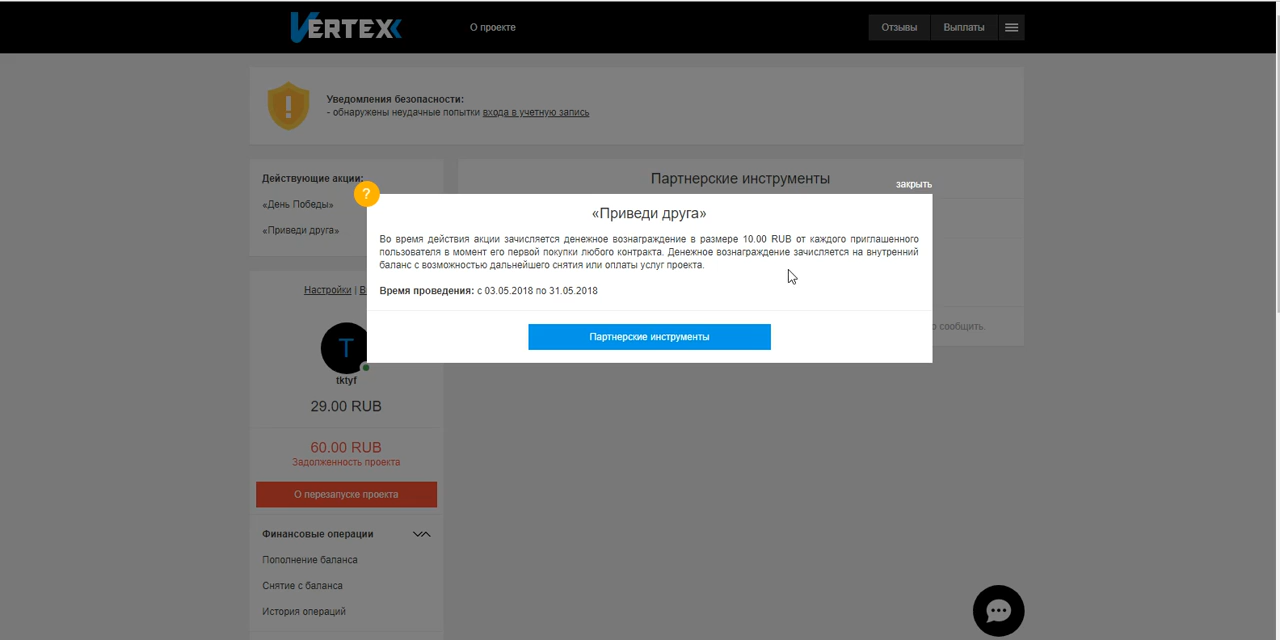 VERTEX
О проекте
Отзывы
Выплаты
Уведомления безопасности:
- обнаружены неудачные попытки входа в учетную запись
Действующие акции:
«День Победы»
«Приведи друга»
Партнерские инструменты
закрыть
?
«Приведи друга»
Во время действия акции зачисляется денежное вознаграждение в размере 10.00 RUB от каждого приглашенного
пользователя в момент его первой покупки любого контракта. Денежное вознаграждение зачисляется на внутренний
баланс с возможностью дальнейшего снятия или оплаты услуг проекта.
Время проведения: с 03.05.2018 по 31.05.2018
Партнерские инструменты
сообщить.
Настройки |
T
tktyf
29.00 RUB
60.00 RUB
Задолженность проекта
О перезапуске проекта
Финансовые операции
Пополнение баланса
Снятие с баланса
История операций